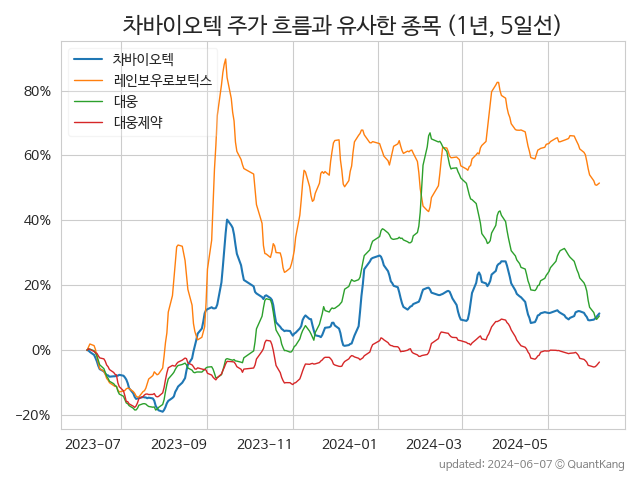 차바이오텍 주가 흐름과 유사한 종목 (1년, 5일선)
차바이오텍
레인보우로보틱스
대웅
대웅제약
80%
60%
40%
20%
0%
−20%
2023-07 2023-09 2023-11 2024-01 2024-03 2024-05
updated: 2024-06-07 © QuantKang